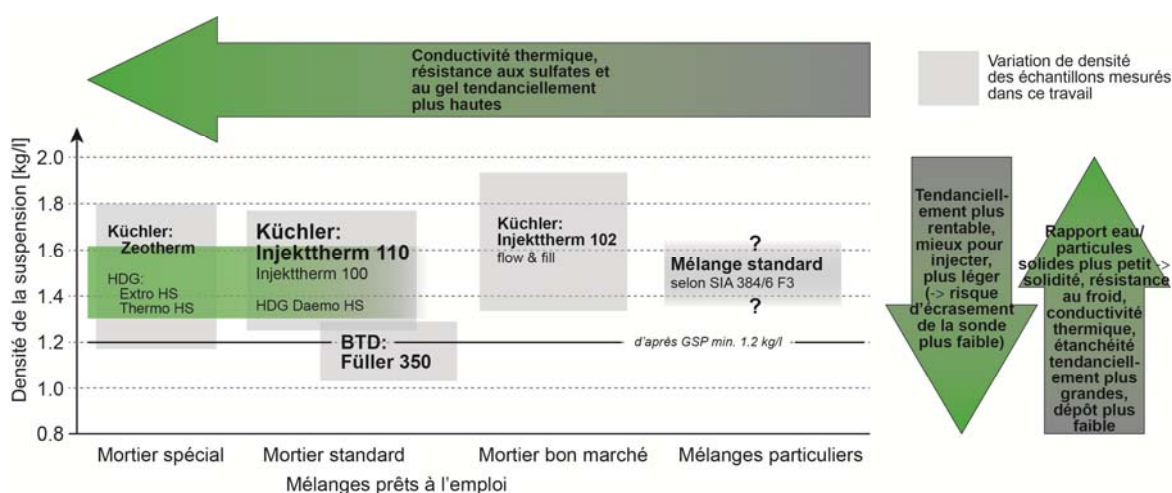 Conductivité thermique,
résistance aux sulfates et
au gel tendanciellement
plus hautes
Variation de densité
des échantillons mesurés
dans ce travail
Densité de la suspension [kg/l]
2.0
1.8
1.6
1.4
1.2
1.0
0.8
Küchler:
Zeotherm
HDG:
Extro HS
Thermo HS
Küchler:
Injekttherm 110
Injekttherm 100
HDG Daemo HS
BTD:
Füller 350
Küchler:
Injekttherm 102
flow & fill
?
Mélange standard
selon SIA 384/6 F3
?
d'après GSP min. 1.2 kg/l
Mortier spécial
Mortier standard
Mortier bon marché
Mélanges particuliers
Mélanges prêts à l'emploi
Tendanciell-
ement plus
rentable,
mieux pour
injecter,
plus léger
(-> risque
d'écrasement
de la sonde
plus faible)
Rapport eau/
particules
solides plus petit ->
solidité, résistance
au froid,
conductivité
thermique,
étanchéité
tendanciell-
ement plus
grandes,
dépôt plus
faible